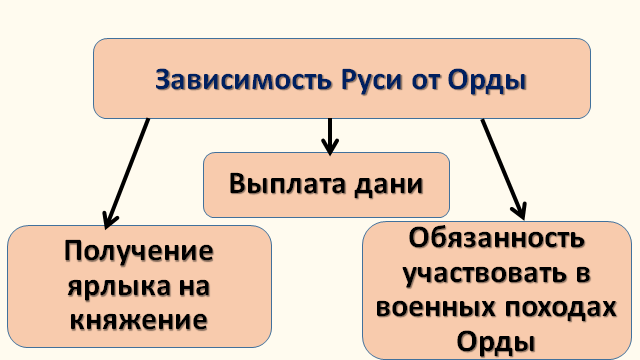 Зависимость Руси от Орды
Выплата дани
Получение
ярлыка на
княжение
Обязанность
участвовать в
военных походах
Орды